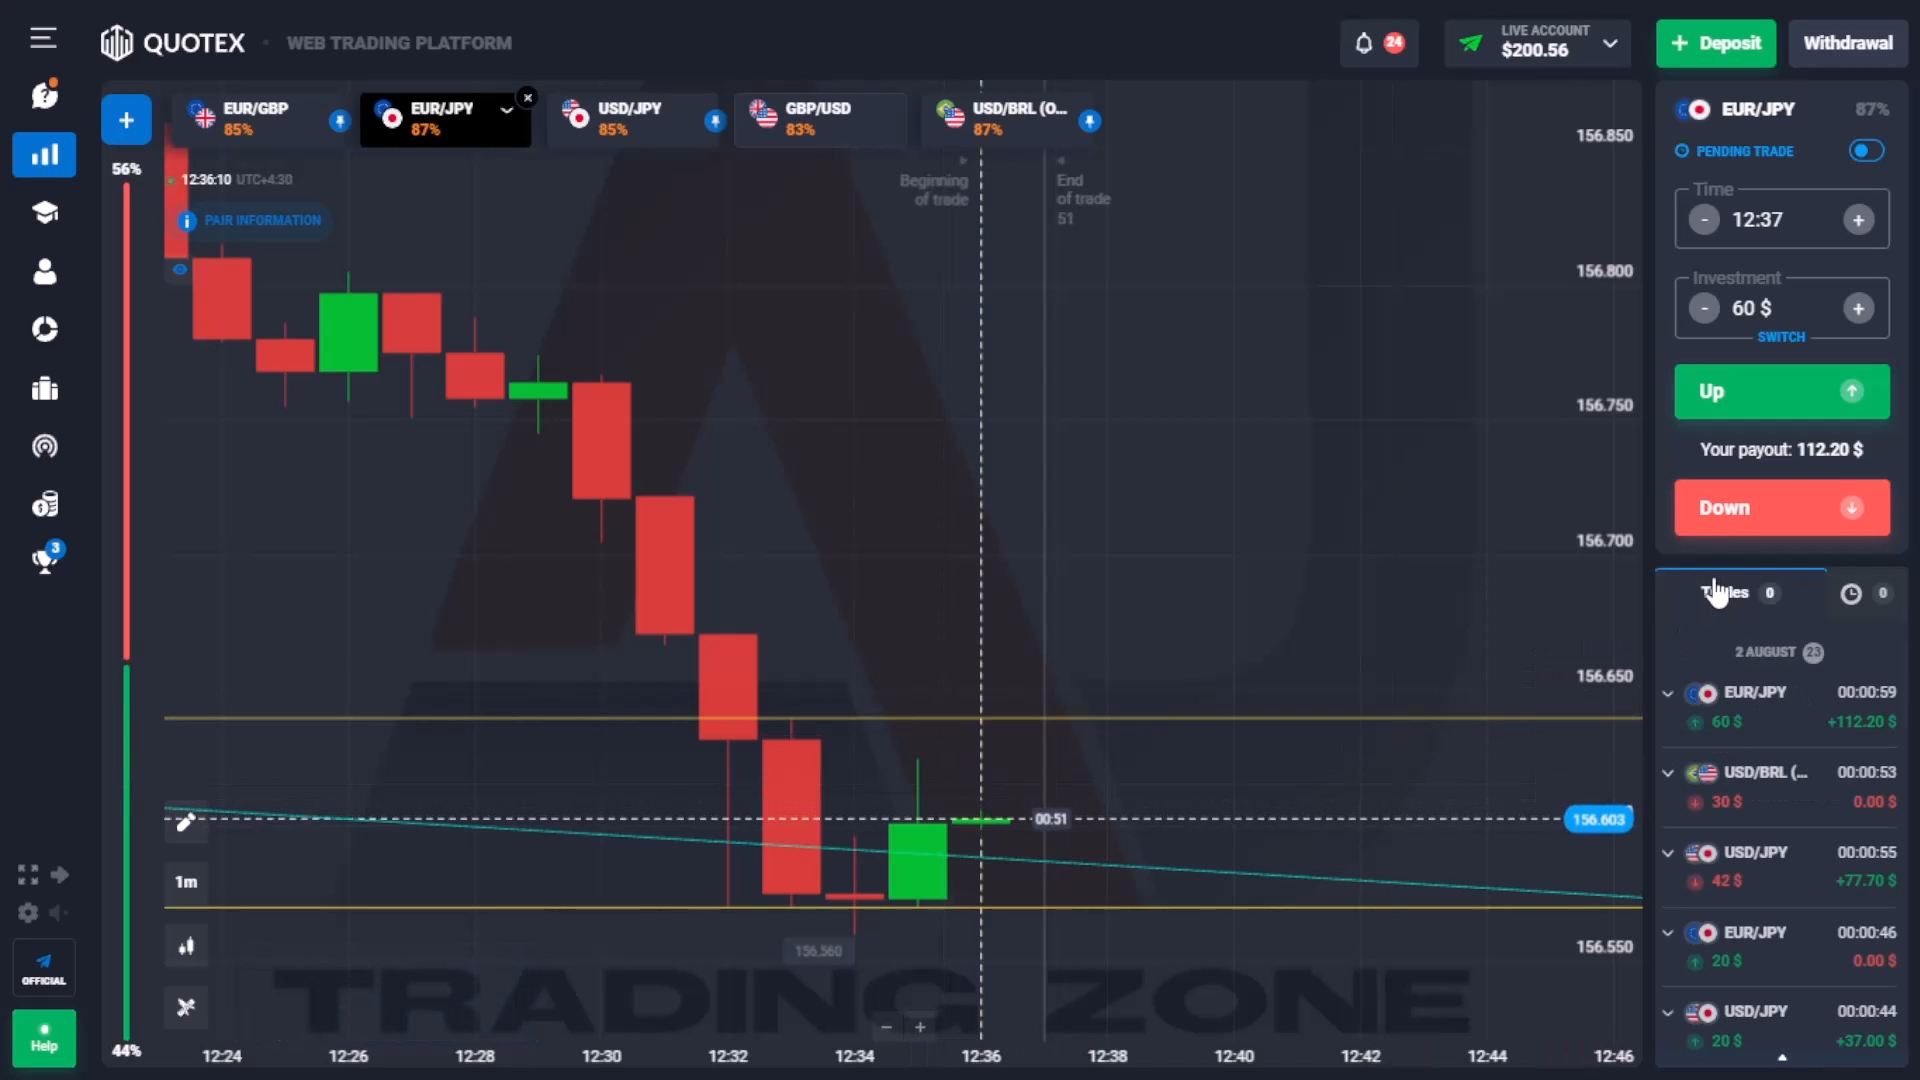 QUOTEX
WEB TRADING PLATFORM
24
LIVE ACCOUNT
$200.56
+ Deposit
Withdrawal
+
EUR/GBP
85%
EUR/JPY
87%
USD/JPY
85%
GBP/USD
83%
USD/BRL (O...
87%
56%
12:36:10 UTC+4:30
PAIR INFORMATION
Beginning
of trade
End
of trade
51
156.850
156.800
156.750
156.700
156.650
156.603
156.550
00:51
156.560
1m
TRADING ZONE
- +
44%
12:24
12:26
12:28
12:30
12:32
12:34
12:36
12:38
12:40
12:42
12:44
12:46
3
OFFICIAL
Help
EUR/JPY 87%
PENDING TRADE
Time
- 12:37 +
Investment
- 60 $ +
SWITCH
Up
Your payout: 112.20 $
Down
0
0
2 AUGUST 23
EUR/JPY 00:00:59
60 $ +112.20 $
USD/BRL (... 00:00:53
30 $ 0.00 $
USD/JPY 00:00:55
42 $ +77.70 $
EUR/JPY 00:00:46
20 $ 0.00 $
USD/JPY 00:00:44
20 $ +37.00 $